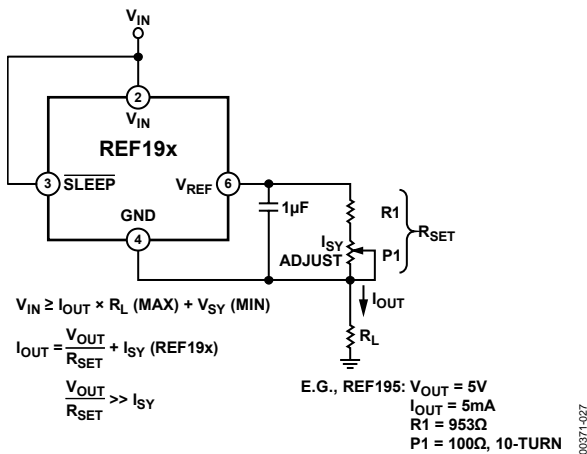 VIN
2
VIN
REF19x
3
SLEEP
VREF
6
GND
4
1µF
R1
ISY
ADJUST
P1
RSET
IOUT
RL
VIN ≥ IOUT × RL (MAX) + VSY (MIN)
IOUT = VOUT/RSET + ISY (REF19x)
VOUT/RSET >> ISY
E.G., REF195: VOUT = 5V
IOUT = 5mA
R1 = 953Ω
P1 = 100Ω, 10-TURN
00371-027